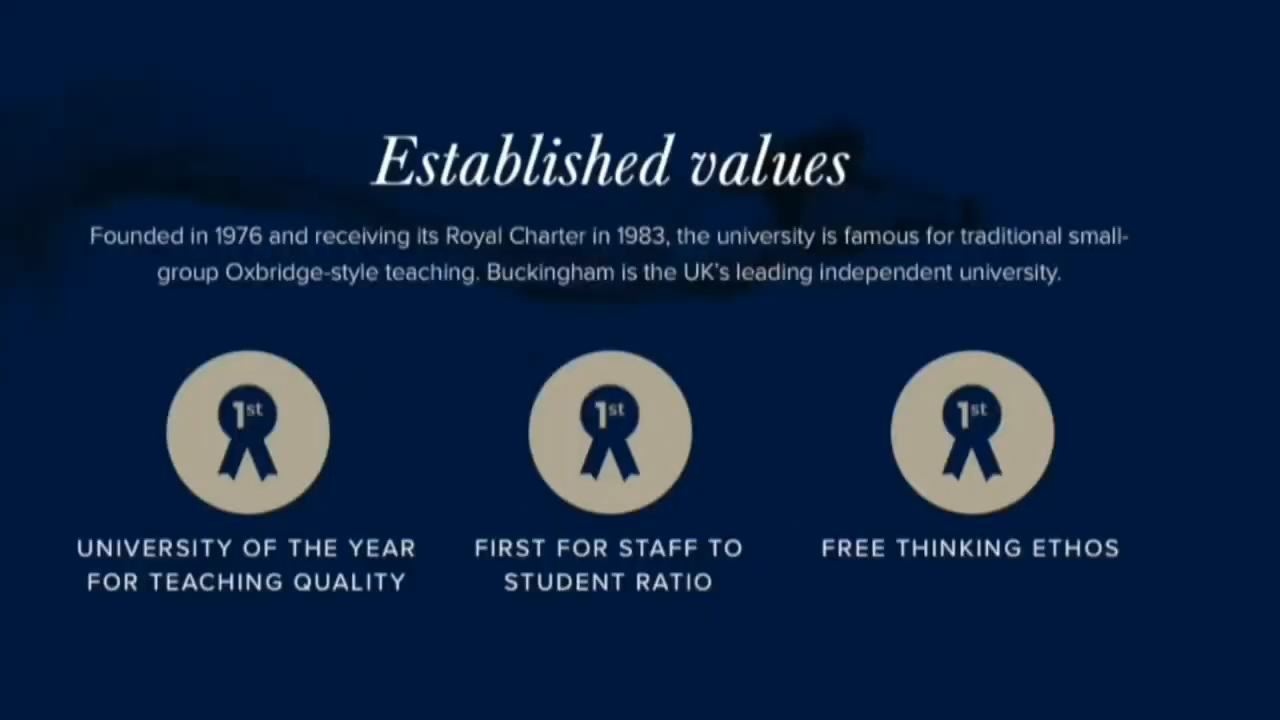 Established values
Founded in 1976 and receiving its Royal Charter in 1983, the university is famous for traditional small-
group Oxbridge-style teaching. Buckingham is the UK's leading independent university.
1st 1st 1st
UNIVERSITY OF THE YEAR
FOR TEACHING QUALITY
FIRST FOR STAFF TO
STUDENT RATIO
FREE THINKING ETHOS